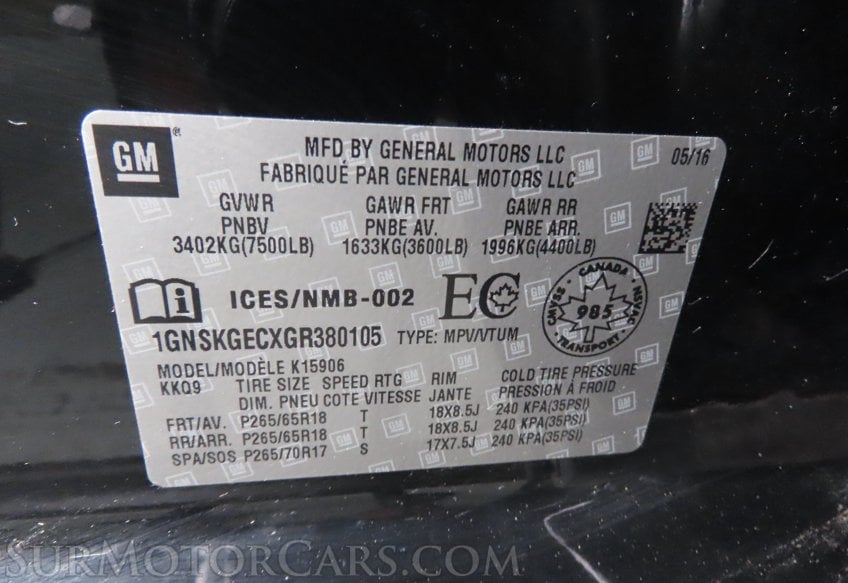 GM®
MFD BY GENERAL MOTORS LLC 05/16
FABRIQUÉ PAR GENERAL MOTORS LLC
GVWR GAWR FRT GAWR RR
PNBV PNBE AV. PNBE ARR.
3402KG(7500LB) 1633KG(3600LB) 1996KG(4400LB)
i ICES/NMB-002 EC CANADA CMVSS 985 NSVAC TRANSPORT
1GNSKGECXGR380105 TYPE: MPV/VTUM
MODEL/MODÈLE K15906
KKQ9 TIRE SIZE SPEED RTG RIM COLD TIRE PRESSURE
DIM. PNEU COTE VITESSE JANTE PRESSION À FROID
FRT/AV. P265/65R18 T 18X8.5J 240 KPA(35PSI)
RR/ARR. P265/65R18 T 18X8.5J 240 KPA(35PSI)
SPA/SOS P265/70R17 S 17X7.5J 240 KPA(35PSI)
SurMotorCars.com